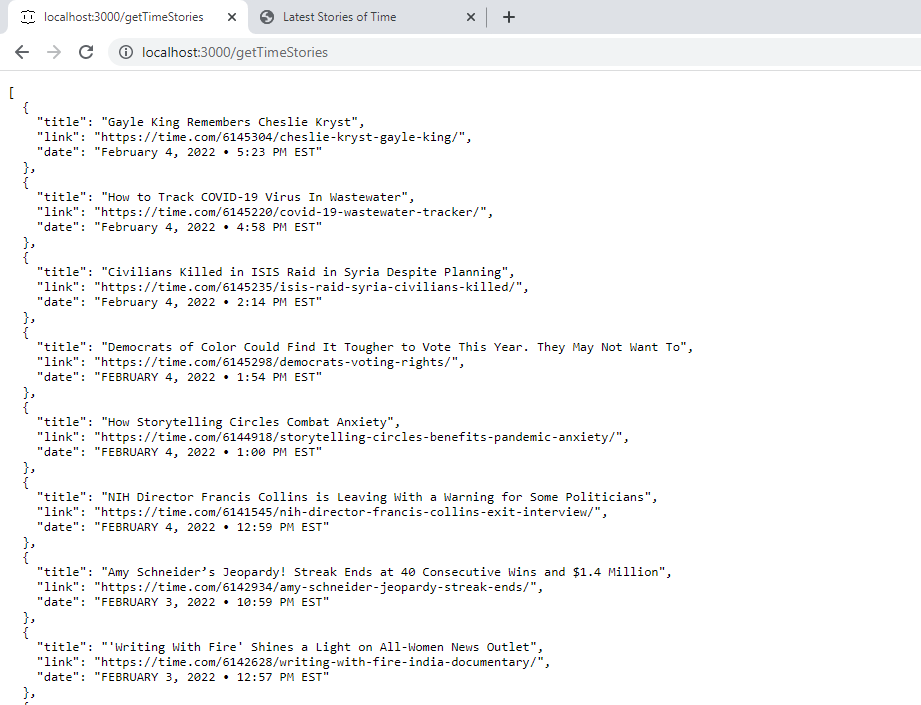 localhost:3000/getTimeStories
Latest Stories of Time
localhost:3000/getTimeStories
[
{
"title": "Gayle King Remembers Cheslie Kryst",
"link": "https://time.com/6145304/cheslie-kryst-gayle-king/",
"date": "February 4, 2022 • 5:23 PM EST"
},
{
"title": "How to Track COVID-19 Virus In Wastewater",
"link": "https://time.com/6145220/covid-19-wastewater-tracker/",
"date": "February 4, 2022 • 4:58 PM EST"
},
{
"title": "Civilians Killed in ISIS Raid in Syria Despite Planning",
"link": "https://time.com/6145235/isis-raid-syria-civilians-killed/",
"date": "February 4, 2022 • 2:14 PM EST"
},
{
"title": "Democrats of Color Could Find It Tougher to Vote This Year. They May Not Want To",
"link": "https://time.com/6145298/democrats-voting-rights/",
"date": "FEBRUARY 4, 2022 • 1:54 PM EST"
},
{
"title": "How Storytelling Circles Combat Anxiety",
"link": "https://time.com/6144918/storytelling-circles-benefits-pandemic-anxiety/",
"date": "FEBRUARY 4, 2022 • 1:00 PM EST"
},
{
"title": "NIH Director Francis Collins is Leaving With a Warning for Some Politicians",
"link": "https://time.com/6141545/nih-director-francis-collins-exit-interview/",
"date": "FEBRUARY 4, 2022 • 12:59 PM EST"
},
{
"title": "Amy Schneider’s Jeopardy! Streak Ends at 40 Consecutive Wins and $1.4 Million",
"link": "https://time.com/6142934/amy-schneider-jeopardy-streak-ends/",
"date": "FEBRUARY 3, 2022 • 10:59 PM EST"
},
{
"title": "'Writing With Fire' Shines a Light on All-Women News Outlet",
"link": "https://time.com/6142628/writing-with-fire-india-documentary/",
"date": "FEBRUARY 3, 2022 • 12:57 PM EST"
},